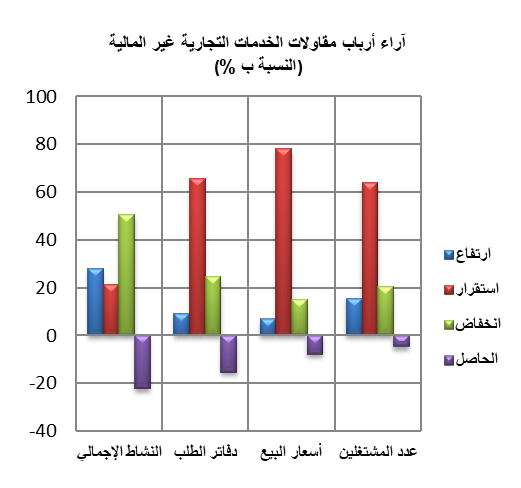 آراء أرباب مقاولات الخدمات التجارية غير المالية
(النسبة ب %)
100
80
60
40
20
0
-20
-40
النشاط الإجمالي
دفاتر الطلب
أسعار البيع
عدد المشتغلين
ارتفاع
استقرار
انخفاض
الحاصل